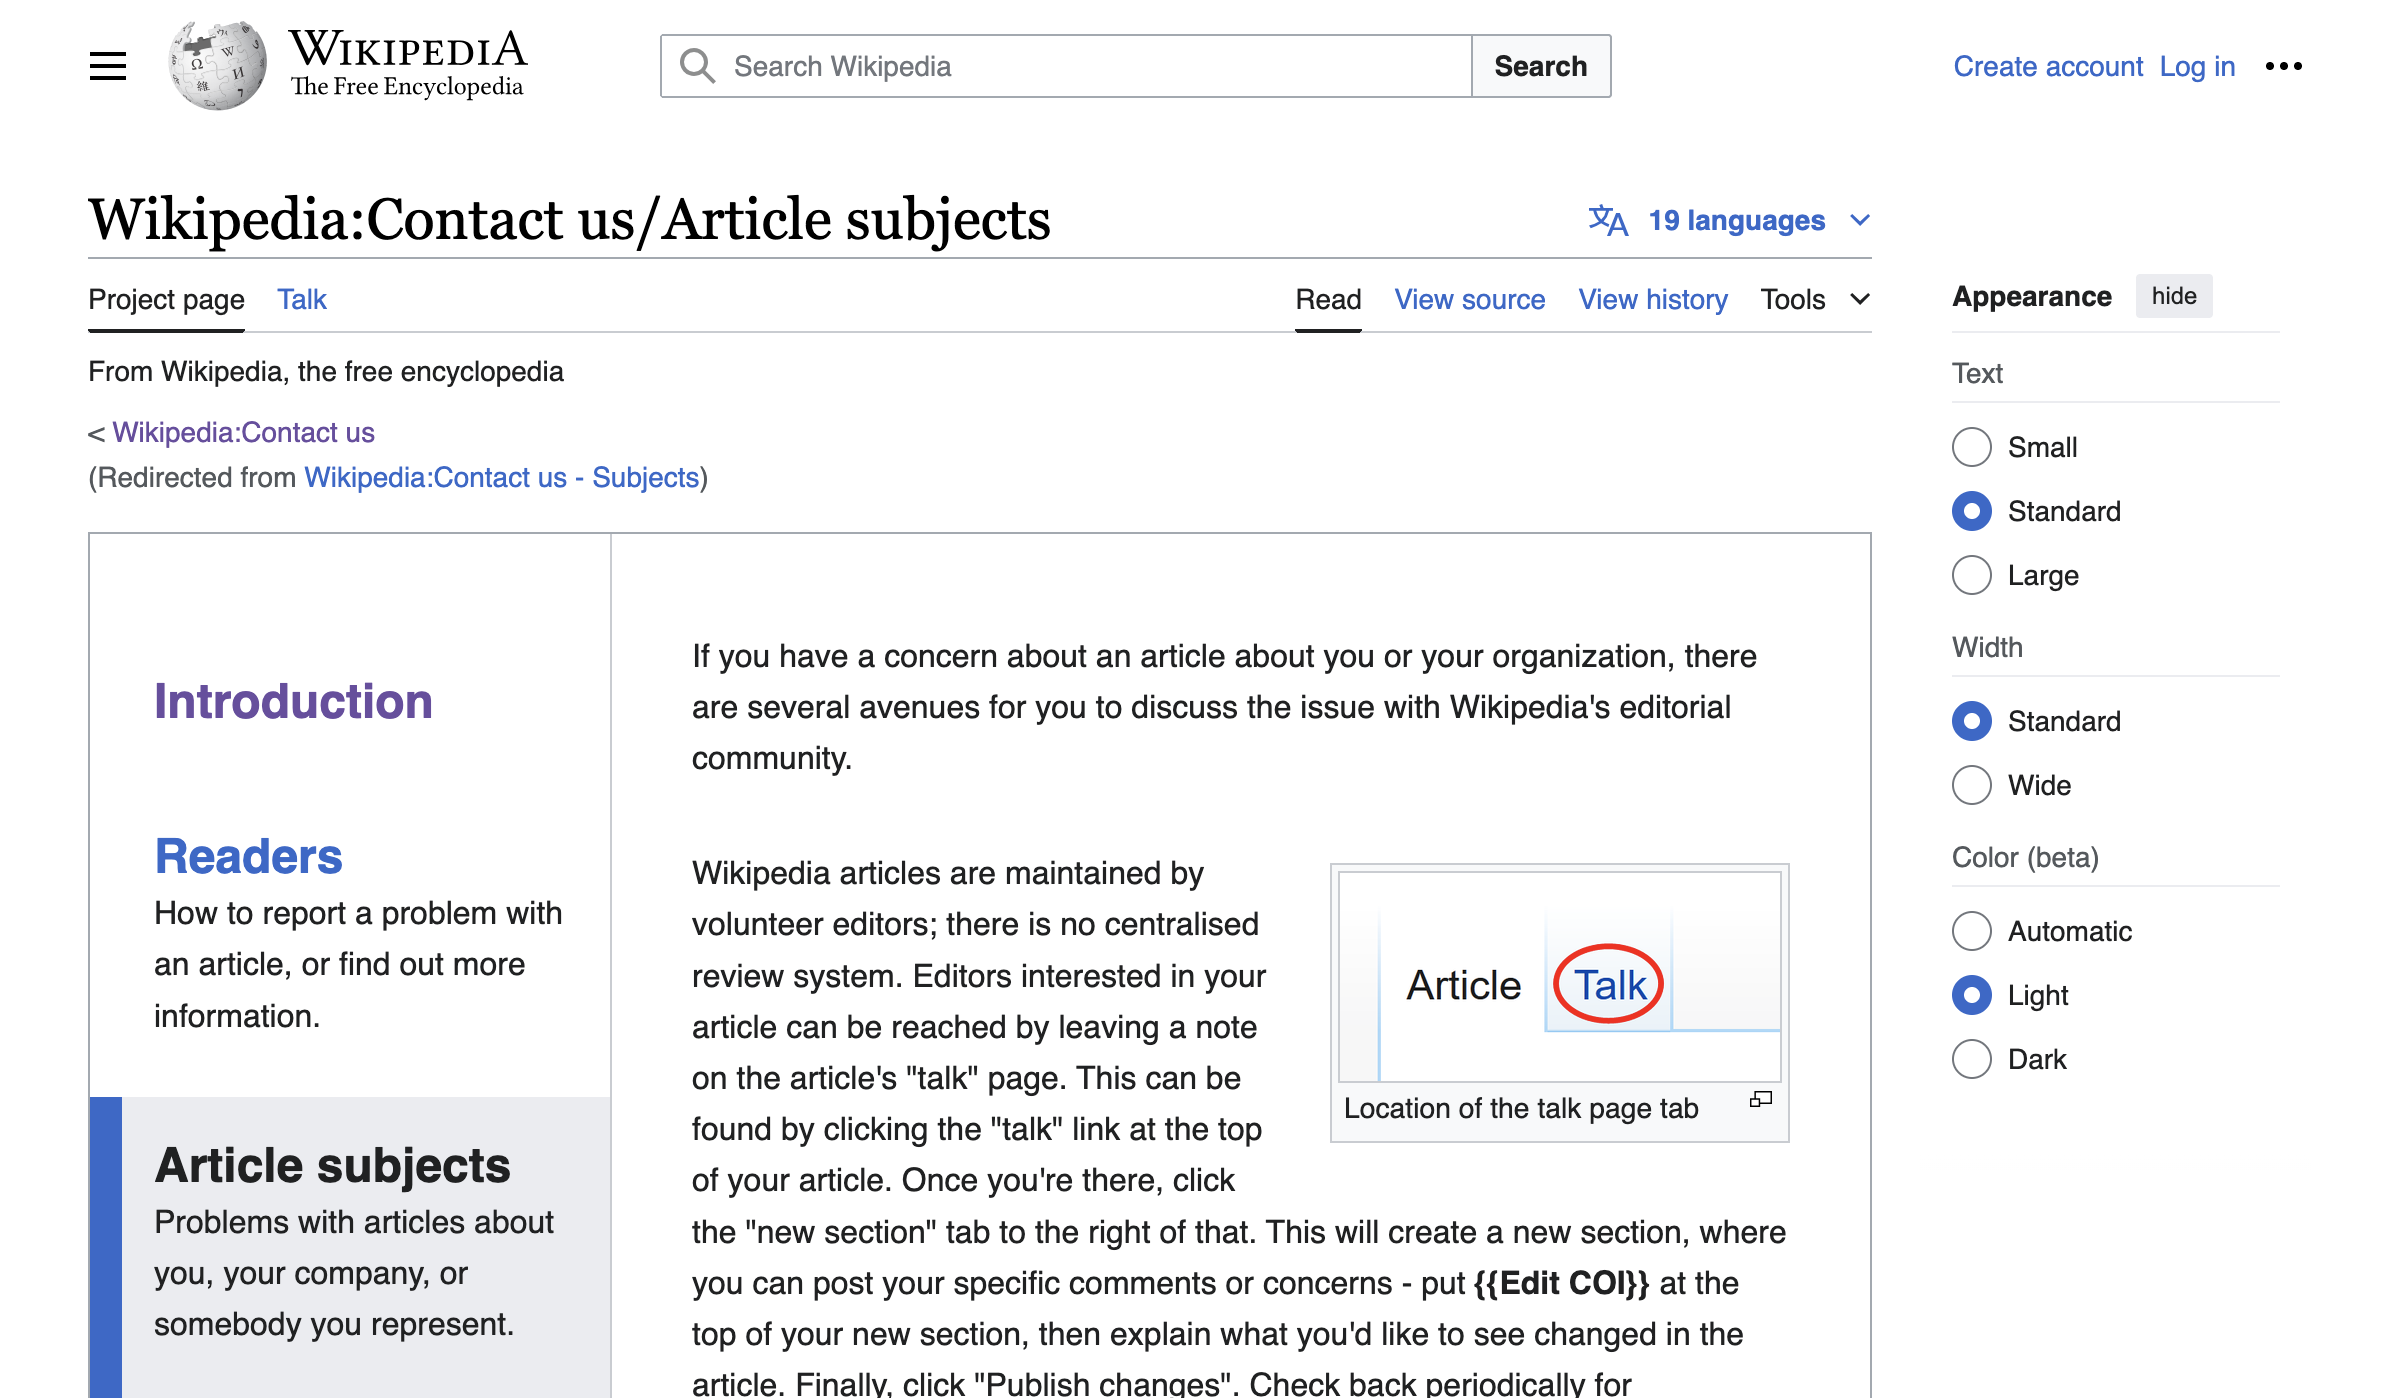 WIKIPEDIA
The Free Encyclopedia
Search Wikipedia
Search
Create account Log in
Wikipedia:Contact us/Article subjects
19 languages
Project page Talk
Read View source View history Tools
From Wikipedia, the free encyclopedia
< Wikipedia:Contact us
(Redirected from Wikipedia:Contact us - Subjects)
Introduction
Readers
How to report a problem with
an article, or find out more
information.
Article subjects
Problems with articles about
you, your company, or
somebody you represent.
If you have a concern about an article about you or your organization, there
are several avenues for you to discuss the issue with Wikipedia's editorial
community.
Wikipedia articles are maintained by
volunteer editors; there is no centralised
review system. Editors interested in your
article can be reached by leaving a note
on the article's "talk" page. This can be
found by clicking the "talk" link at the top
of your article. Once you're there, click
the "new section" tab to the right of that. This will create a new section, where
you can post your specific comments or concerns - put {{Edit COI}} at the
top of your new section, then explain what you'd like to see changed in the
article. Finally, click "Publish changes". Check back periodically for
Article Talk
Location of the talk page tab
Appearance hide
Text
Small
Standard
Large
Width
Standard
Wide
Color (beta)
Automatic
Light
Dark